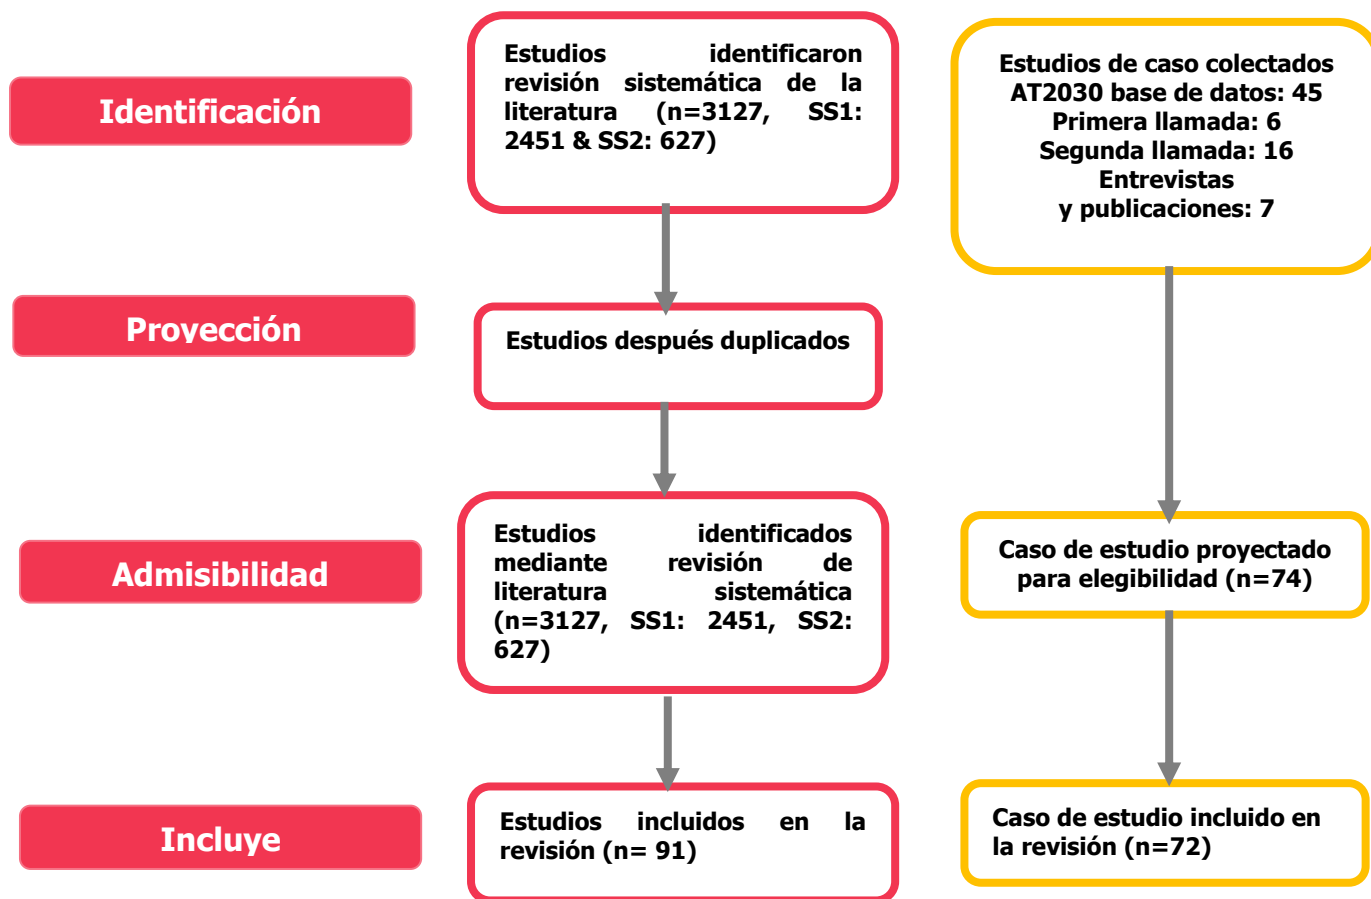 Identificación
Estudios identificaron
revisión sistemática de la
literatura (n=3127, SS1:
2451 & SS2: 627)
Estudios de caso colectados
AT2030 base de datos: 45
Primera llamada: 6
Segunda llamada: 16
Entrevistas
y publicaciones: 7
Proyección
Estudios después duplicados
Admisibilidad
Estudios identificados
mediante revisión de
literatura sistemática
(n=3127, SS1: 2451, SS2:
627)
Caso de estudio proyectado
para elegibilidad (n=74)
Incluye
Estudios incluidos en la
revisión (n= 91)
Caso de estudio incluido en
la revisión (n=72)